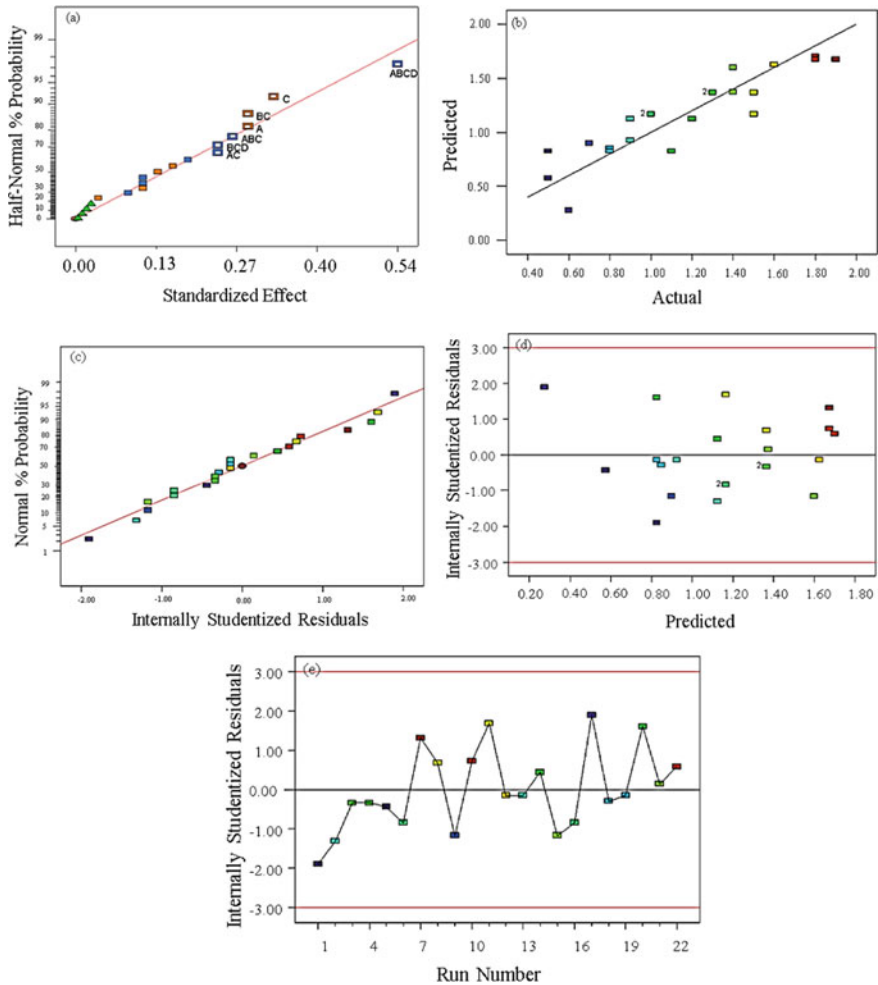 (a)
Half-Normal % Probability
99
95
90
80
70
50
30
20
10
0
ABCD
C
BC
A
ABC
BCD
AC
0.00 0.13 0.27 0.40 0.54
Standardized Effect
(b)
Predicted
2.00
1.50
1.00
0.50
0.00
2
2
0.40 0.60 0.80 1.00 1.20 1.40 1.60 1.80 2.00
Actual
(c)
Normal % Probability
99
95
90
80
70
50
30
20
10
5
1
-2.00 -1.00 0.00 1.00 2.00
Internally Studentized Residuals
(d)
Internally Studentized Residuals
3.00
2.00
1.00
0.00
-1.00
-2.00
-3.00
2
2
0.20 0.40 0.60 0.80 1.00 1.20 1.40 1.60 1.80
Predicted
(e)
Internally Studentized Residuals
3.00
2.00
1.00
0.00
-1.00
-2.00
-3.00
1 4 7 10 13 16 19 22
Run Number